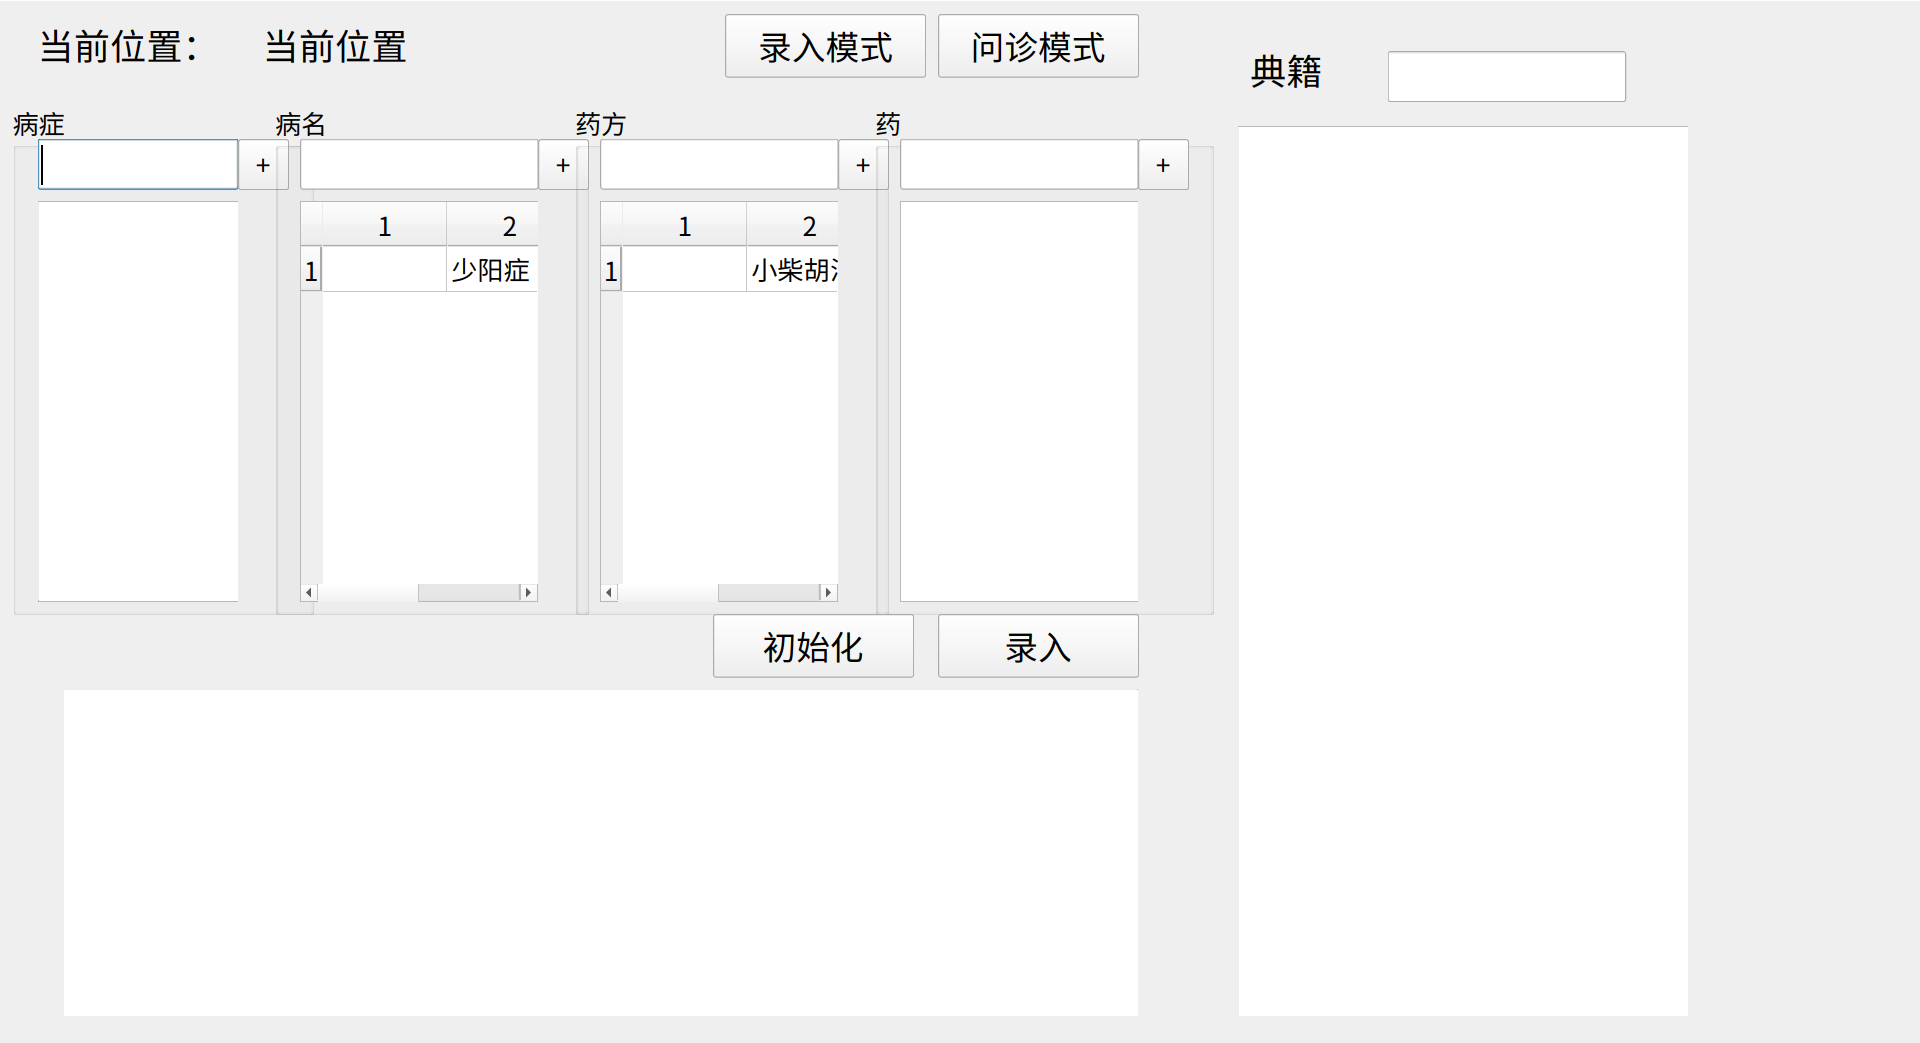 当前位置： 当前位置 录入模式 问诊模式
典籍
病症 病名 药方 药
+ + + +
1 2 1 2
1 少阳症 1 小柴胡
初始化 录入